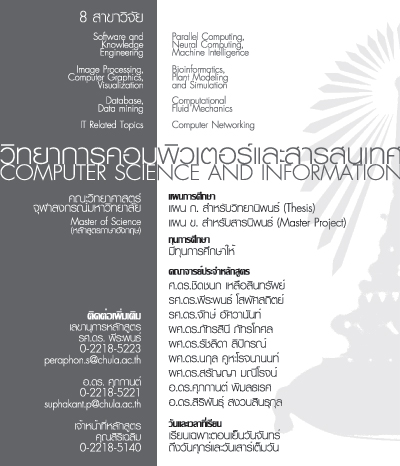 8 สาขาวิจัย
Software and
Knowledge
Engineering
Parallel Computing,
Neural Computing,
Machine Intelligence
Image Processing,
Computer Graphics,
Visualization
Bioinformatics,
Plant Modeling
and Simulation
Database,
Data mining
Computational
Fluid Mechanics
IT Related Topics
Computer Networking
วิทยาการคอมพิวเตอร์และสารสนเทศ
COMPUTER SCIENCE AND INFORMATION
คณะวิทยาศาสตร์
จุฬาลงกรณ์มหาวิทยาลัย
Master of Science
(หลักสูตรภาษาอังกฤษ)
ติดต่อเพิ่มเติม
เลขานุการหลักสูตร
รศ.ดร. พีระพนธ์
0-2218-5223
peraphon.s@chula.ac.th
อ.ดร. ศุภกานต์
0-2218-5221
suphakant.p@chula.ac.th
เจ้าหน้าที่หลักสูตร
คุณสิริเฉลิม
0-2218-5140
แผนการศึกษา
แผน ก. สำหรับวิทยานิพนธ์ (Thesis)
แผน ข. สำหรับสารนิพนธ์ (Master Project)
ทุนการศึกษา
มีทุนการศึกษาให้
คณาจารย์ประจำหลักสูตร
ศ.ดร.ชิดชนก เหลือสินทรัพย์
รศ.ดร.พีระพนธ์ โสพัศสถิตย์
รศ.ดร.จักษ์ อัศวานันท์
ผศ.ดร.ภัทรสินี ภัทรโกศล
ผศ.ดร.รัชลิดา ลิปิกรณ์
ผศ.ดร.นกุล คูหะโรจนานนท์
ผศ.ดร.สรัญญา มณีโรจน์
อ.ดร.ศุภกานต์ พิมลธเรศ
อ.ดร.สิริพันธุ์ สงวนสินธุกุล
วันและเวลาที่เรียน
เรียนเฉพาะตอนเย็นวันจันทร์
ถึงวันศุกร์และวันเสาร์เต็มวัน